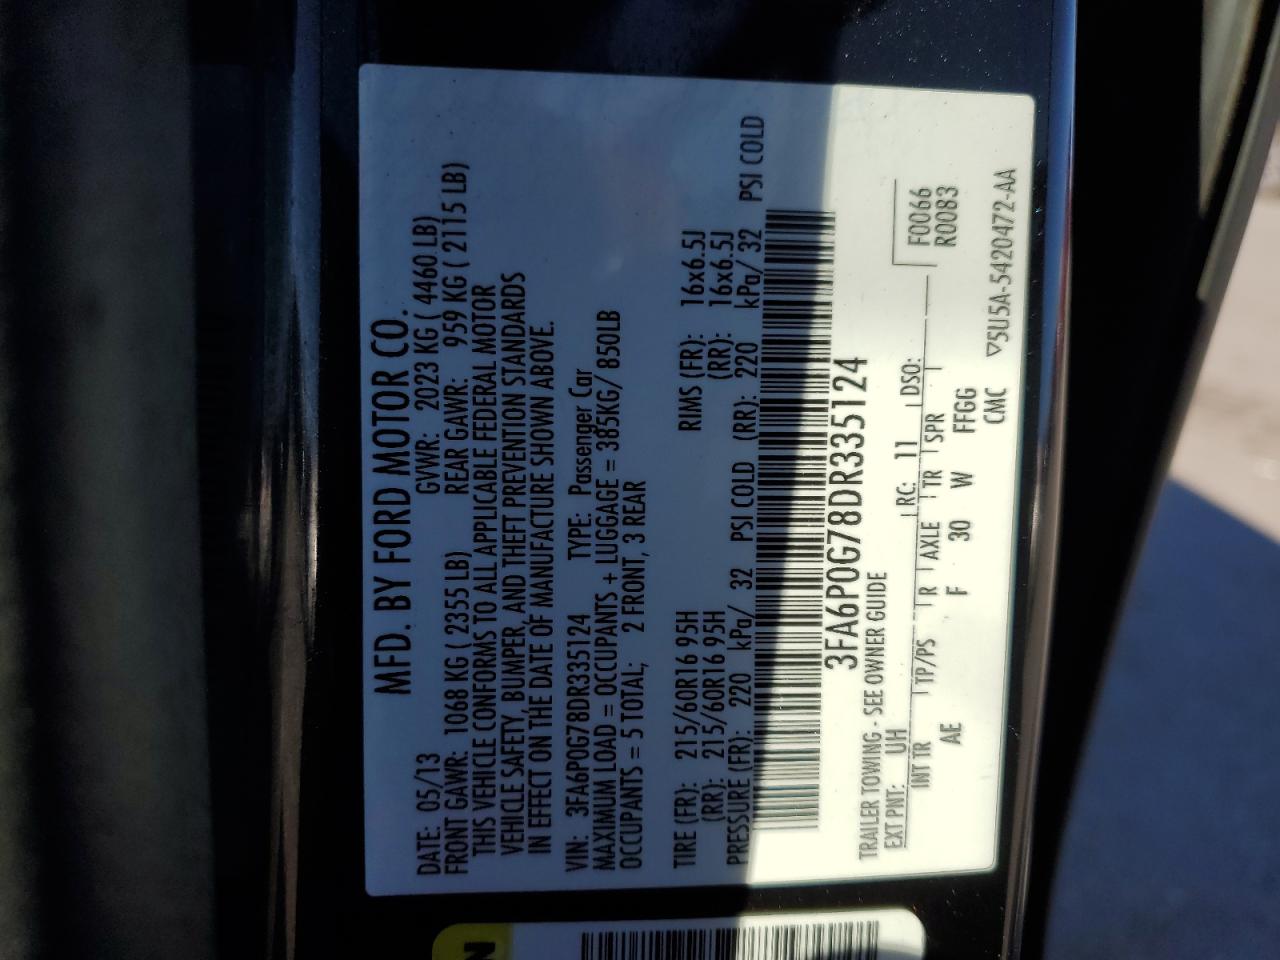 MFD. BY FORD MOTOR CO.
DATE: 05/13 GVWR: 2023 KG ( 4460 LB)
FRONT GAWR: 1068 KG ( 2355 LB) REAR GAWR: 959 KG ( 2115 LB)
THIS VEHICLE CONFORMS TO ALL APPLICABLE FEDERAL MOTOR
VEHICLE SAFETY, BUMPER, AND THEFT PREVENTION STANDARDS
IN EFFECT ON THE DATE OF MANUFACTURE SHOWN ABOVE.
VIN: 3FA6P0G78DR335124 TYPE: Passenger Car
MAXIMUM LOAD = OCCUPANTS + LUGGAGE = 385KG/ 850LB
OCCUPANTS = 5 TOTAL, 2 FRONT, 3 REAR
TIRE (FR): 215/60R16 95H RIMS (FR): 16x6.5J
(RR): 215/60R16 95H (RR): 16x6.5J
PRESSURE (FR): 220 kPa/ 32 PSI COLD (RR): 220 kPa/ 32 PSI COLD
3FA6P0G78DR335124
TRAILER TOWING - SEE OWNER GUIDE
EXT PNT: UH RC: 11 DSO: F0066
R0083
INT TR TP/PS R AXLE TR SPR
AE F 30 W FFGG
CMC ▽5U5A-5420472-AA
N